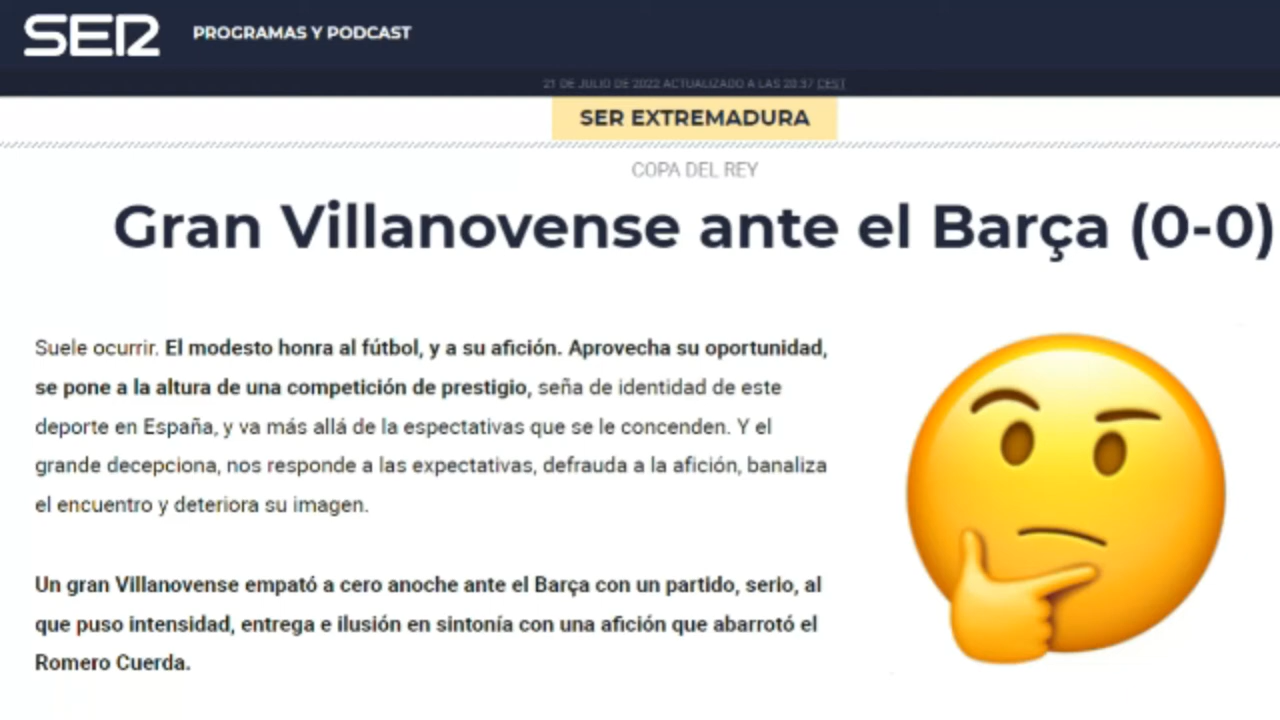 SER PROGRAMAS Y PODCAST
21 DE JULIO DE 2022 ACTUALIZADO A LAS 20:37 CEST
SER EXTREMADURA
COPA DEL REY
Gran Villanovense ante el Barça (0-0)
Suele ocurrir. El modesto honra al fútbol, y a su afición. Aprovecha su oportunidad,
se pone a la altura de una competición de prestigio, seña de identidad de este
deporte en España, y va más allá de la espectativas que se le concenden. Y el
grande decepciona, nos responde a las expectativas, defrauda a la afición, banaliza
el encuentro y deteriora su imagen.
Un gran Villanovense empató a cero anoche ante el Barça con un partido, serio, al
que puso intensidad, entrega e ilusión en sintonía con una afición que abarrotó el
Romero Cuerda.